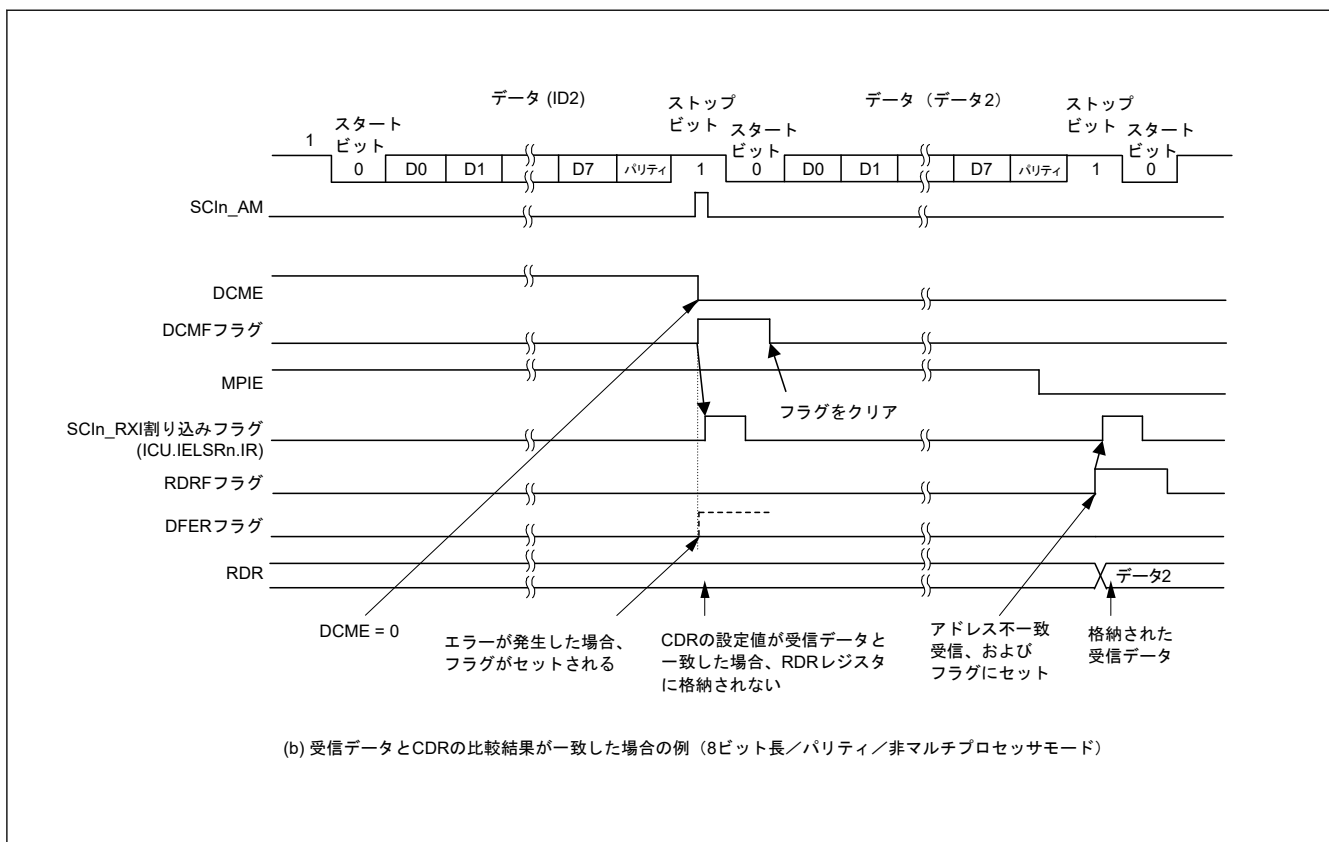 データ (ID2)
ストップ
ビット
データ（データ2）
ストップ
ビット
1
スタート
ビット
スタート
ビット
スタート
ビット
0
D0
D1
D7
パリティ
1
0
D0
D1
D7
パリティ
1
0
SCIn_AM
DCME
DCMFフラグ
MPIE
フラグをクリア
SCIn_RXI割り込みフラグ
(ICU.IELSRn.IR)
RDRFフラグ
DFERフラグ
RDR
データ2
DCME = 0
エラーが発生した場合、
フラグがセットされる
CDRの設定値が受信データと
一致した場合、RDRレジスタ
に格納されない
アドレス不一致
受信、および
フラグにセット
格納された
受信データ
(b) 受信データとCDRの比較結果が一致した場合の例（8ビット長／パリティ／非マルチプロセッサモード）